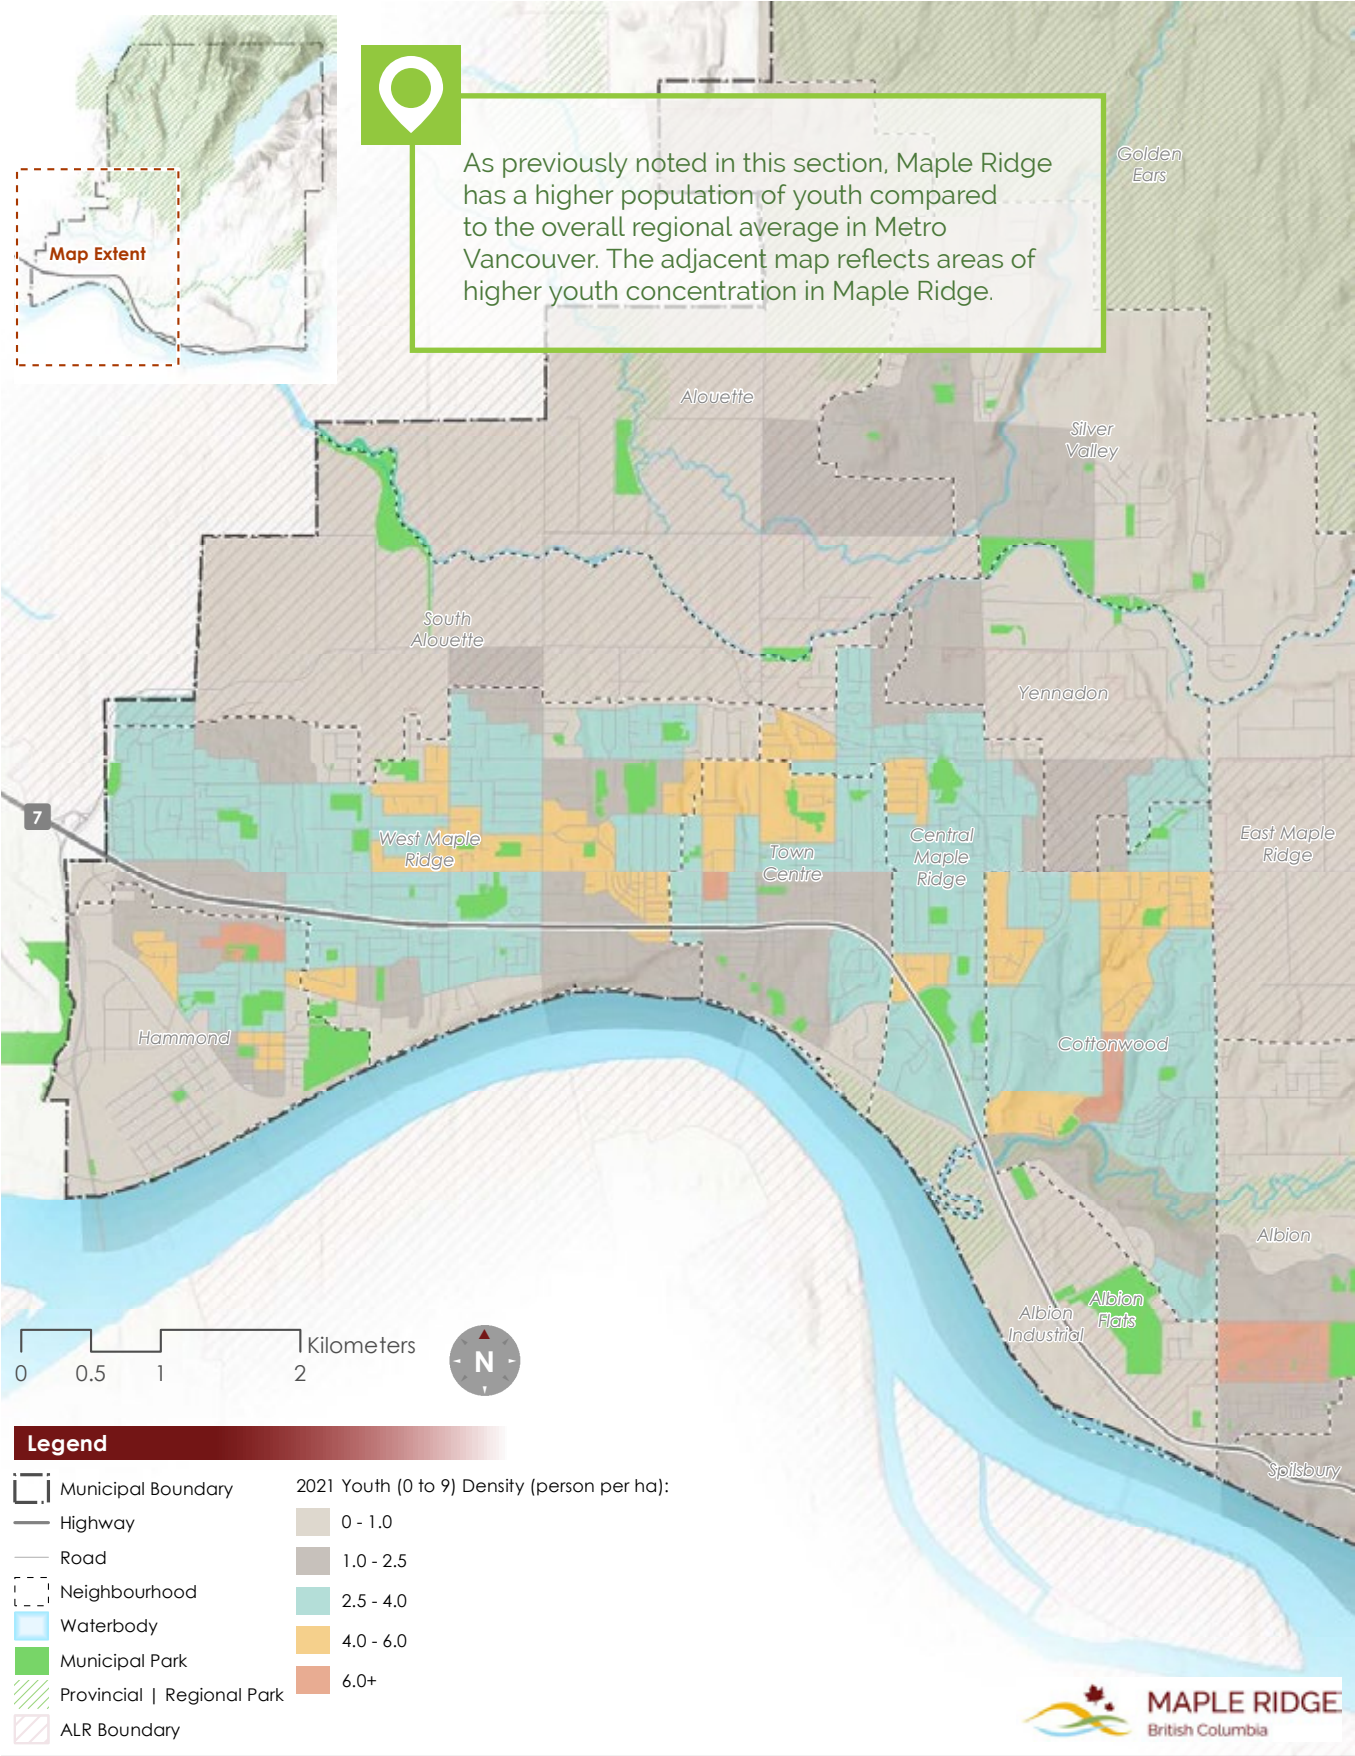 Map Extent
As previously noted in this section, Maple Ridge
has a higher population of youth compared
to the overall regional average in Metro
Vancouver. The adjacent map reflects areas of
higher youth concentration in Maple Ridge.
Golden
Ears
Alouette
Silver
Valley
South
Alouette
Yennadon
7
West Maple
Ridge
Town
Centre
Central
Maple
Ridge
East Maple
Ridge
Hammond
Cottonwood
Albion
Albion
Industrial
Albion
Flats
Spilsbury
Kilometers
0 0.5 1 2
N
Legend
Municipal Boundary
Highway
Road
Neighbourhood
Waterbody
Municipal Park
Provincial | Regional Park
ALR Boundary
2021 Youth (0 to 9) Density (person per ha):
0 - 1.0
1.0 - 2.5
2.5 - 4.0
4.0 - 6.0
6.0+
MAPLE RIDGE
British Columbia